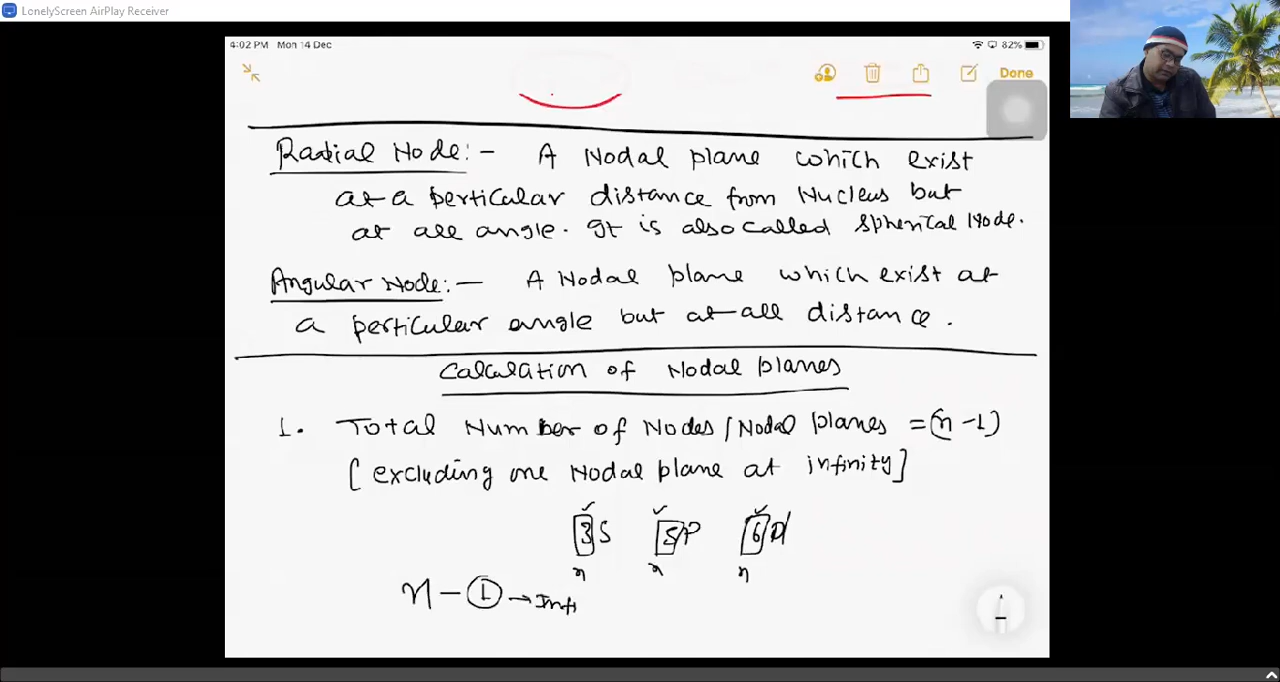 LonelyScreen AirPlay Receiver
4:02 PM Mon 14 Dec
82%
Done
Radial Node:- A Nodal plane which exist
at a perticular distance from Nucleus but
at all angle. It is also called Spherical Node.
Angular Node:- A Nodal plane which exist at
a perticular angle but at all distance.
Calculation of Nodal planes
1. Total Number of Nodes/Nodal planes = (n-1)
[excluding one Nodal plane at infinity]
3S 5P 6D
n n n
n - 1 → Inf